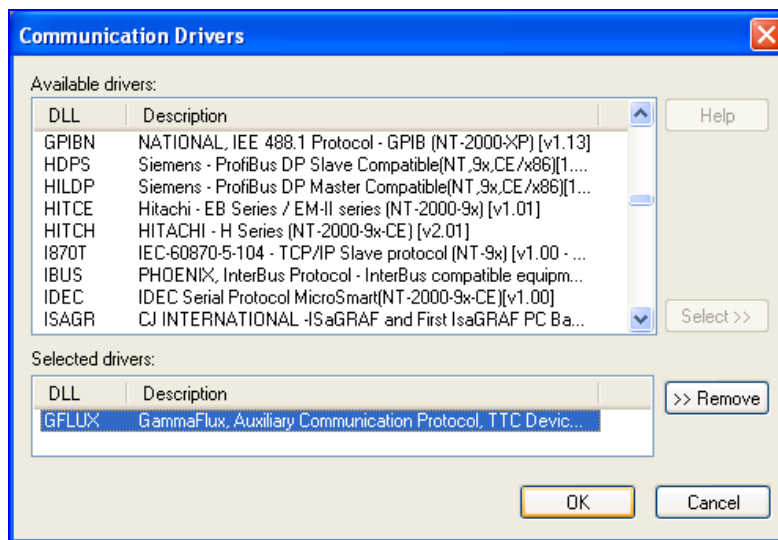 Communication Drivers
Available drivers:
DLL Description
GPIBN NATIONAL, IEE 488.1 Protocol - GPIB (NT-2000-XP) [v1.13]
HDPS Siemens - ProfiBus DP Slave Compatible(NT,9x,CE/x86)[1....
HILDP Siemens - ProfiBus DP Master Compatible(NT,9x,CE/x86)[1...
HITCE Hitachi - EB Series / EM-II series (NT-2000-9x) [v1.01]
HITCH HITACHI - H Series (NT-2000-9x-CE) [v2.01]
I870T IEC-60870-5-104 - TCP/IP Slave protocol (NT-9x) [v1.00 - ...
IBUS PHOENIX, InterBus Protocol - InterBus compatible equipm...
IDEC IDEC Serial Protocol MicroSmart(NT-2000-9x-CE)[v1.00]
ISAGR CJ INTERNATIONAL -ISaGRAF and First IsaGRAF PC Ba...
Help
Select >>
Selected drivers:
DLL Description
GFLUX GammaFlux, Auxiliary Communication Protocol, TTC Devic...
>> Remove
OK Cancel